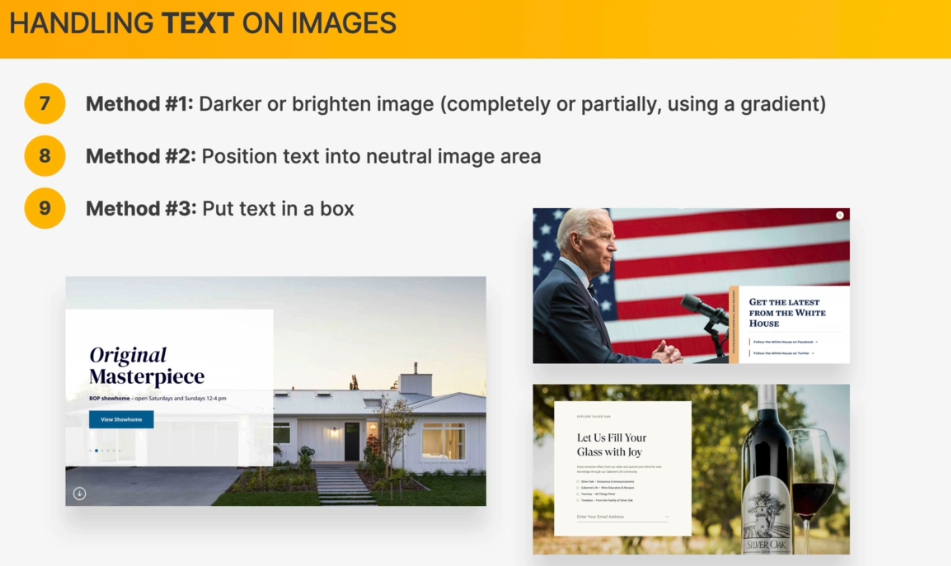 HANDLING TEXT ON IMAGES
7 Method #1: Darker or brighten image (completely or partially, using a gradient)
8 Method #2: Position text into neutral image area
9 Method #3: Put text in a box
Original
Masterpiece
BOP showhome - open Saturdays and Sundays 12-4 pm
View Showhome
GET THE LATEST
FROM THE WHITE
HOUSE
Follow the White House on Facebook
Follow the White House on Twitter
EXPLORE SILVER OAK
Let Us Fill Your
Glass with Joy
Enter Your Email Address
SILVER OAK